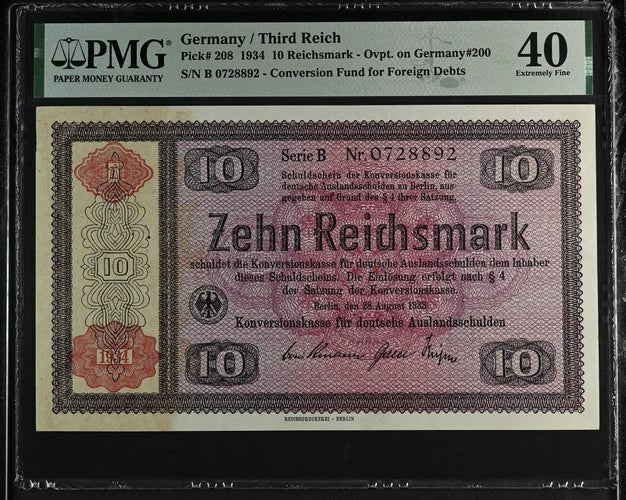 PMG
PAPER MONEY GUARANTY
Germany / Third Reich
Pick# 208 1934 10 Reichsmark - Ovpt. on Germany#200
S/N B 0728892 - Conversion Fund for Foreign Debts
40
Extremely Fine
10
Serie B Nr. 0728892
10
Schuldschein der Konversionskasse für
deutsche Auslandsschulden zu Berlin, aus
gegeben auf Grund des § 4 ihrer Satzung.
Zehn Reichsmark
10
schuldet die Konversionskasse für deutsche Auslandsschulden dem Inhaber
dieses Schuldscheins. Die Einlösung erfolgt nach § 4
der Satzung der Konversionskasse.
Berlin, den 28. August 1933
Konversionskasse für deutsche Auslandsschulden
1934
10
10
REICHSDRUCKEREI · BERLIN